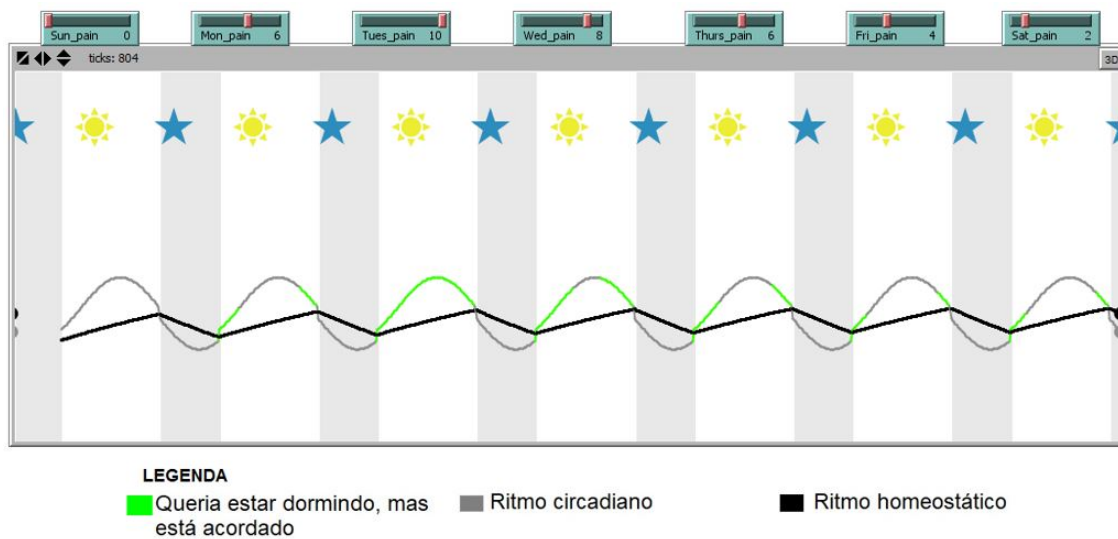 Sun_pain 0 Mon_pain 6 Tues_pain 10 Wed_pain 8 Thurs_pain 6 Fri_pain 4 Sat_pain 2
ticks: 804 3D
LEGENDA
Queria estar dormindo, mas Ritmo circadiano Ritmo homeostático
está acordado